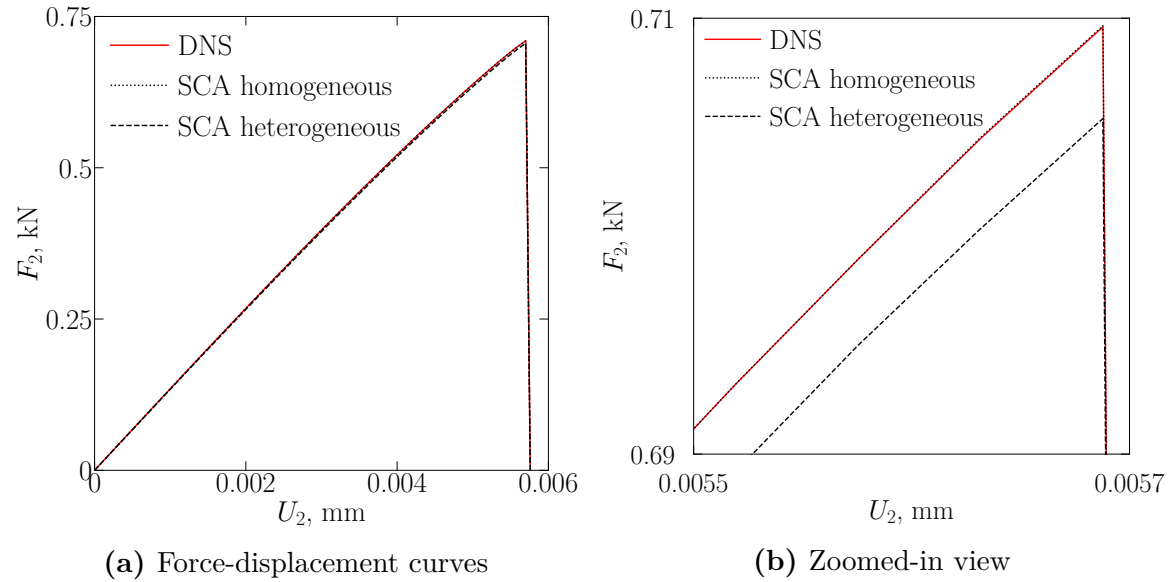 0.75
DNS
SCA homogeneous
SCA heterogeneous
0.5
F₂, kN
0.25
0
0
0.002
0.004
0.006
U₂, mm
(a) Force-displacement curves
0.71
DNS
SCA homogeneous
SCA heterogeneous
F₂, kN
0.69
0.0055
0.0057
U₂, mm
(b) Zoomed-in view